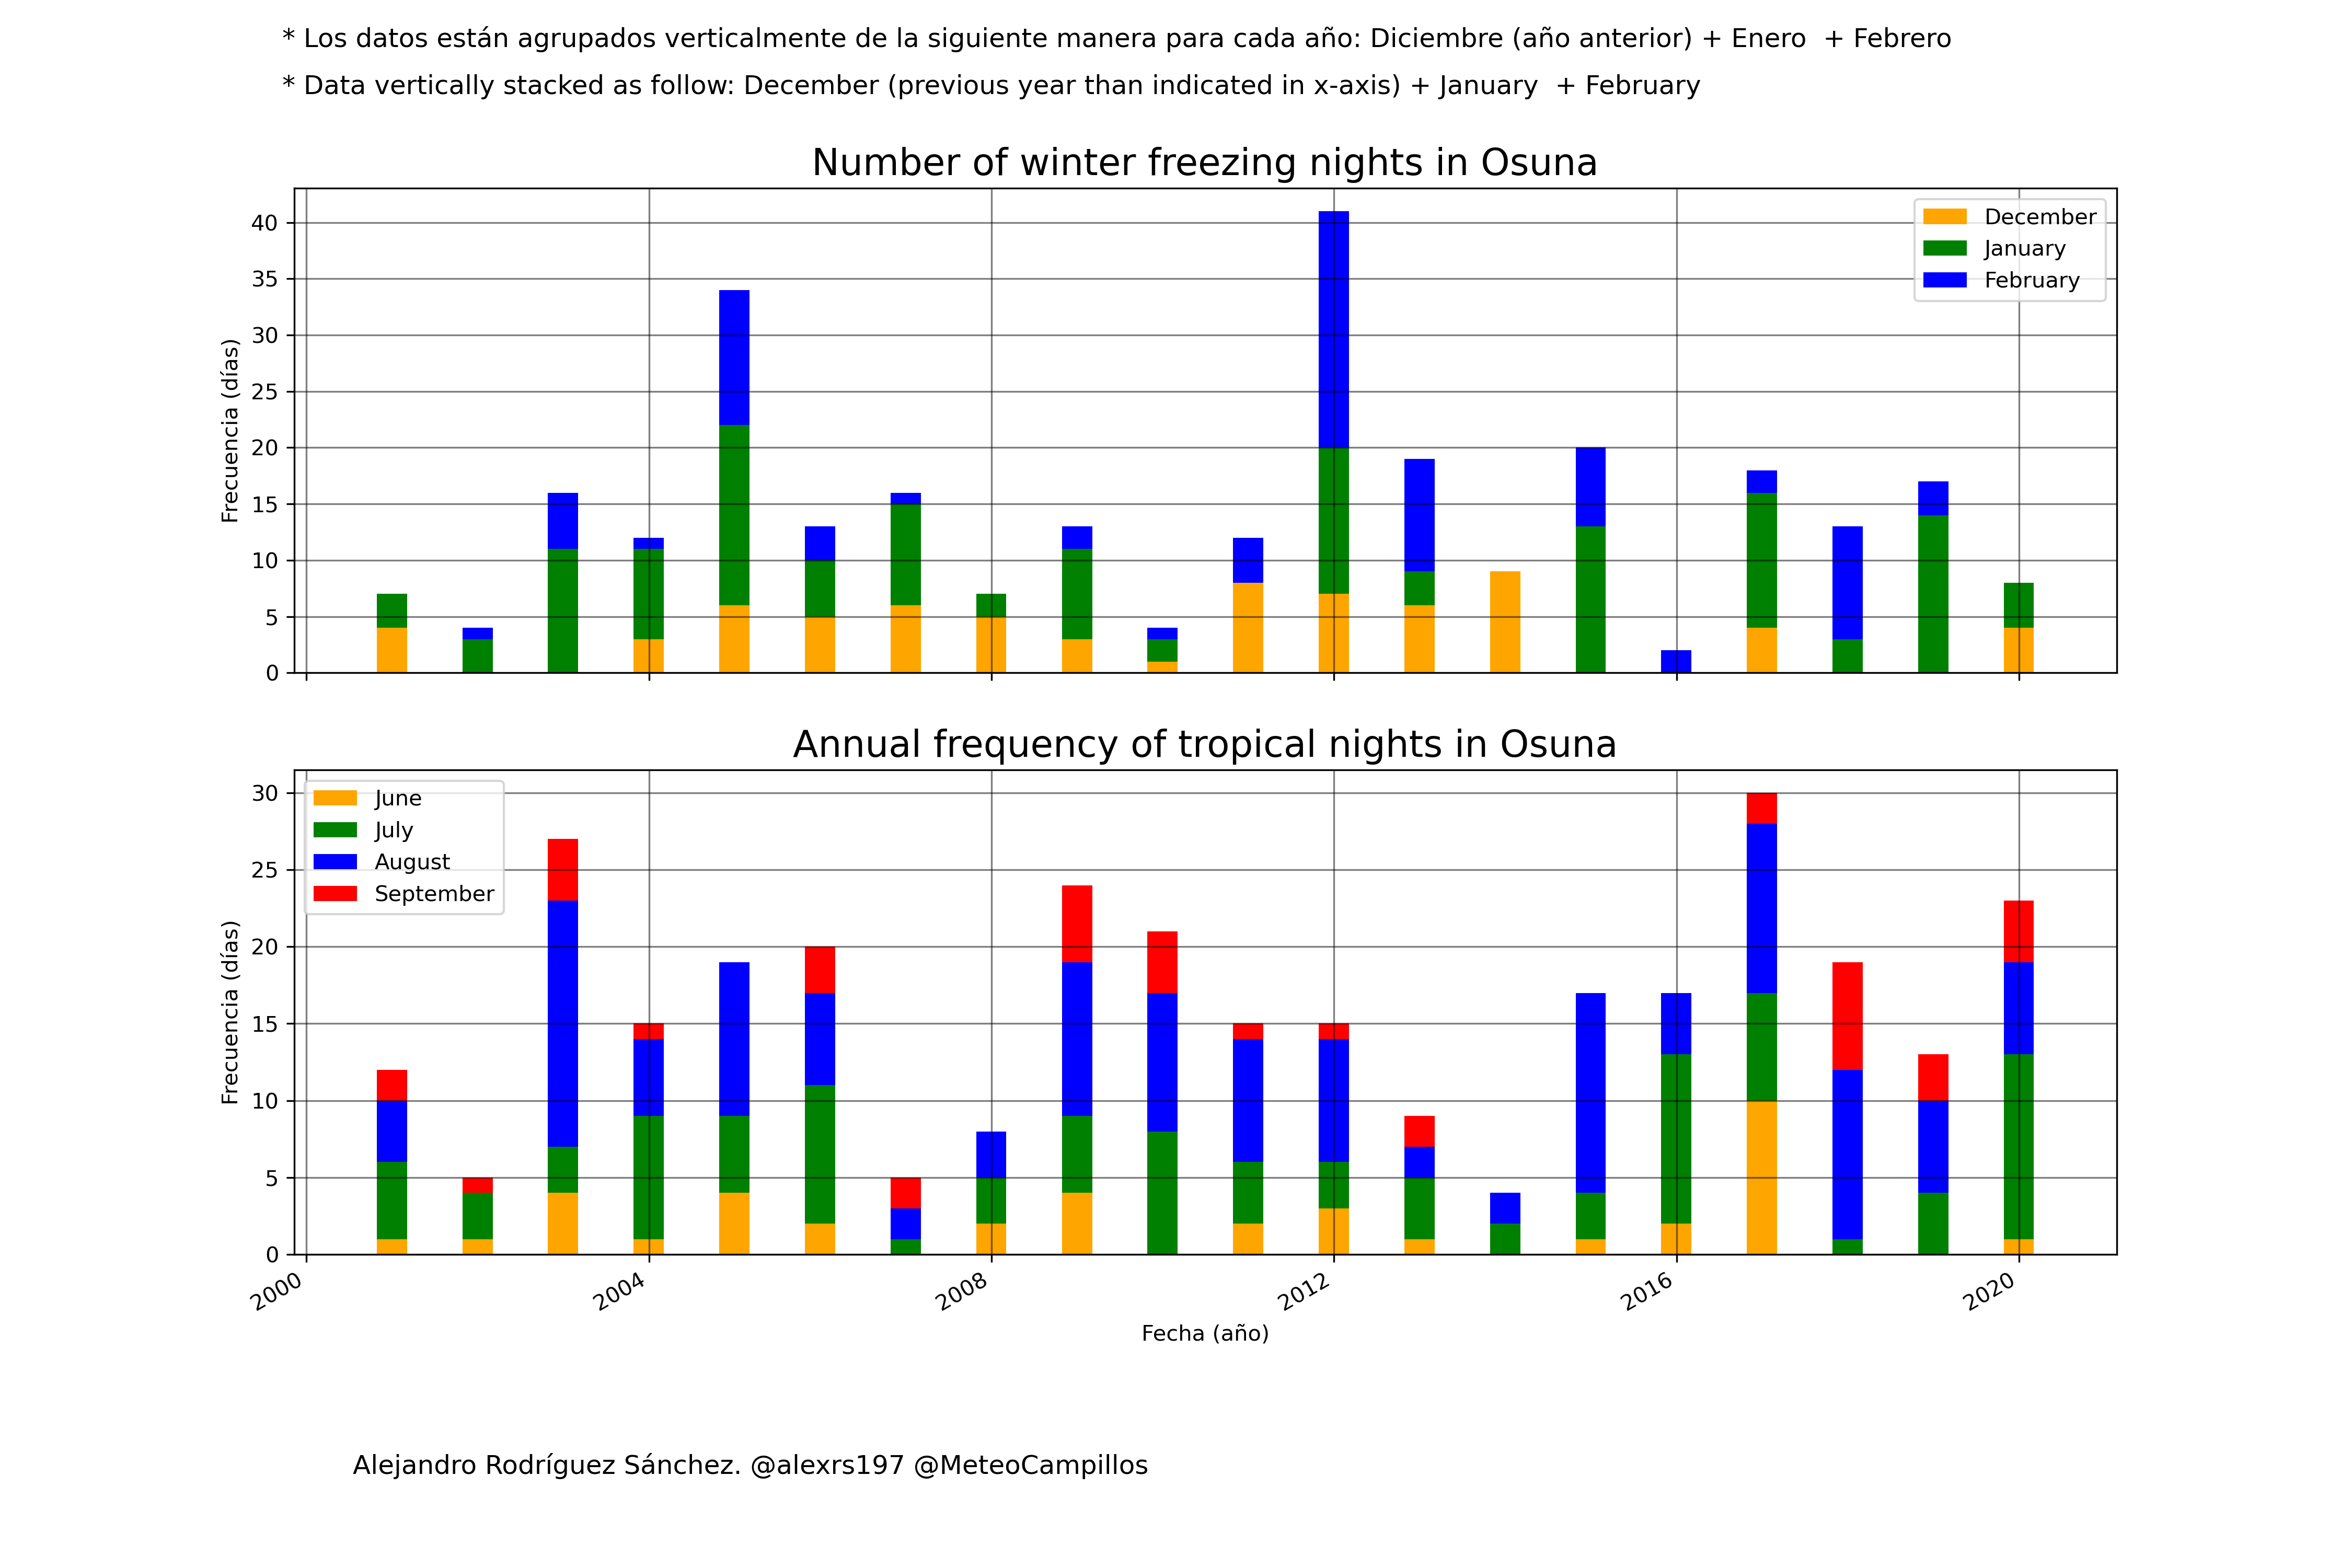 * Los datos están agrupados verticalmente de la siguiente manera para cada año: Diciembre (año anterior) + Enero  + Febrero
* Data vertically stacked as follow: December (previous year than indicated in x-axis) + January  + February
Number of winter freezing nights in Osuna
40
35
30
25
20
15
10
5
0
Frecuencia (días)
December
January
February
Annual frequency of tropical nights in Osuna
30
25
20
15
10
5
0
Frecuencia (días)
June
July
August
September
2000 2004 2008 2012 2016 2020
Fecha (año)
Alejandro Rodríguez Sánchez. @alexrs197 @MeteoCampillos